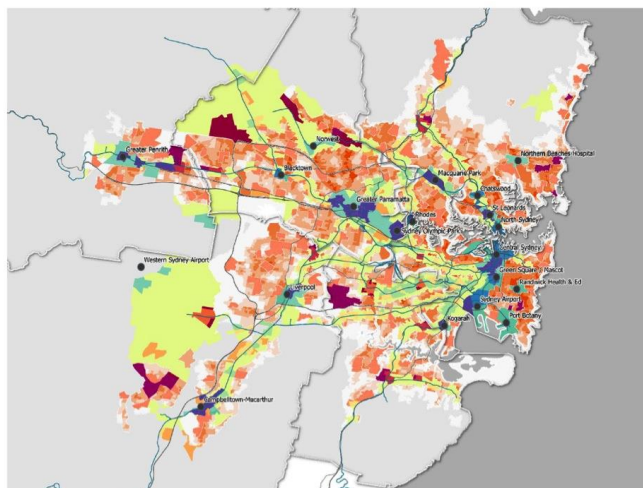 Northern Beaches Hospital
Norwest
Greater Penrith
Blacktown
Macquarie Park
Chatswood
Greater Parramatta
St Leonards
Rhodes
North Sydney
Sydney Olympic Park
Central Sydney
Western Sydney Airport
Green Square / Mascot
Liverpool
Randwick Health & Ed
Sydney Airport
Port Botany
Kogarah
Campbelltown-Macarthur